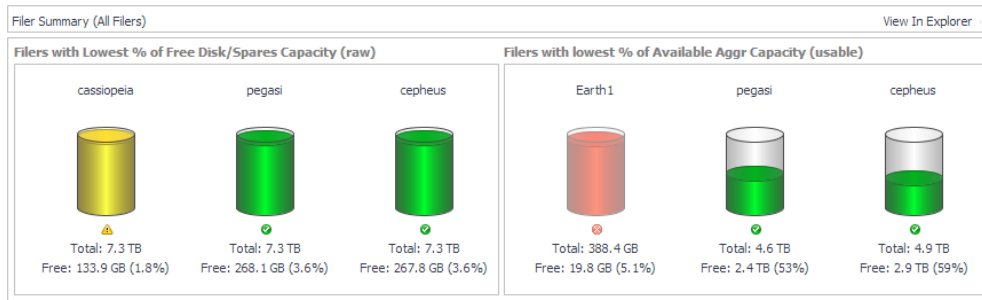 Filer Summary (All Filers) View In Explorer
Filers with Lowest % of Free Disk/Spares Capacity (raw)
cassiopeia pegasi cepheus
Total: 7.3 TB Total: 7.3 TB Total: 7.3 TB
Free: 133.9 GB (1.8%) Free: 268.1 GB (3.6%) Free: 267.8 GB (3.6%)
Filers with lowest % of Available Aggr Capacity (usable)
Earth1 pegasi cepheus
Total: 388.4 GB Total: 4.6 TB Total: 4.9 TB
Free: 19.8 GB (5.1%) Free: 2.4 TB (53%) Free: 2.9 TB (59%)